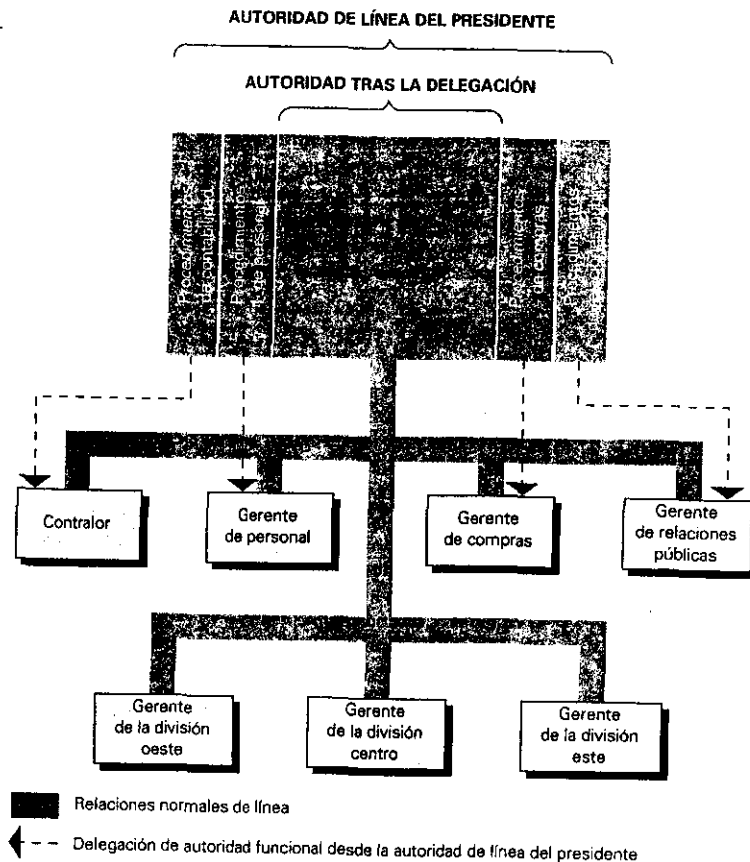 AUTORIDAD DE LÍNEA DEL PRESIDENTE
AUTORIDAD TRAS LA DELEGACIÓN
Procedimientos
de contabilidad
Procedimientos
de personal
Procedimientos
de compras
Procedimientos
Contralor
Gerente
de personal
Gerente
de compras
Gerente
de relaciones
públicas
Gerente
de la división
oeste
Gerente
de la división
centro
Gerente
de la división
este
Relaciones normales de línea
Delegación de autoridad funcional desde la autoridad de línea del presidente